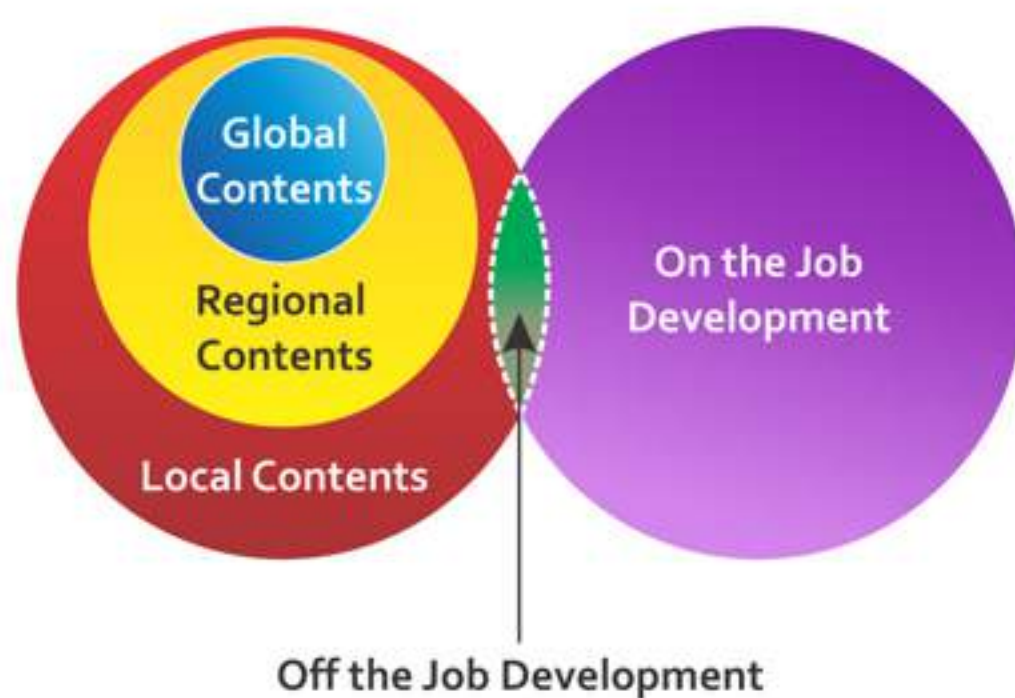 Global
Contents
Regional
Contents
Local Contents
On the Job
Development
Off the Job Development